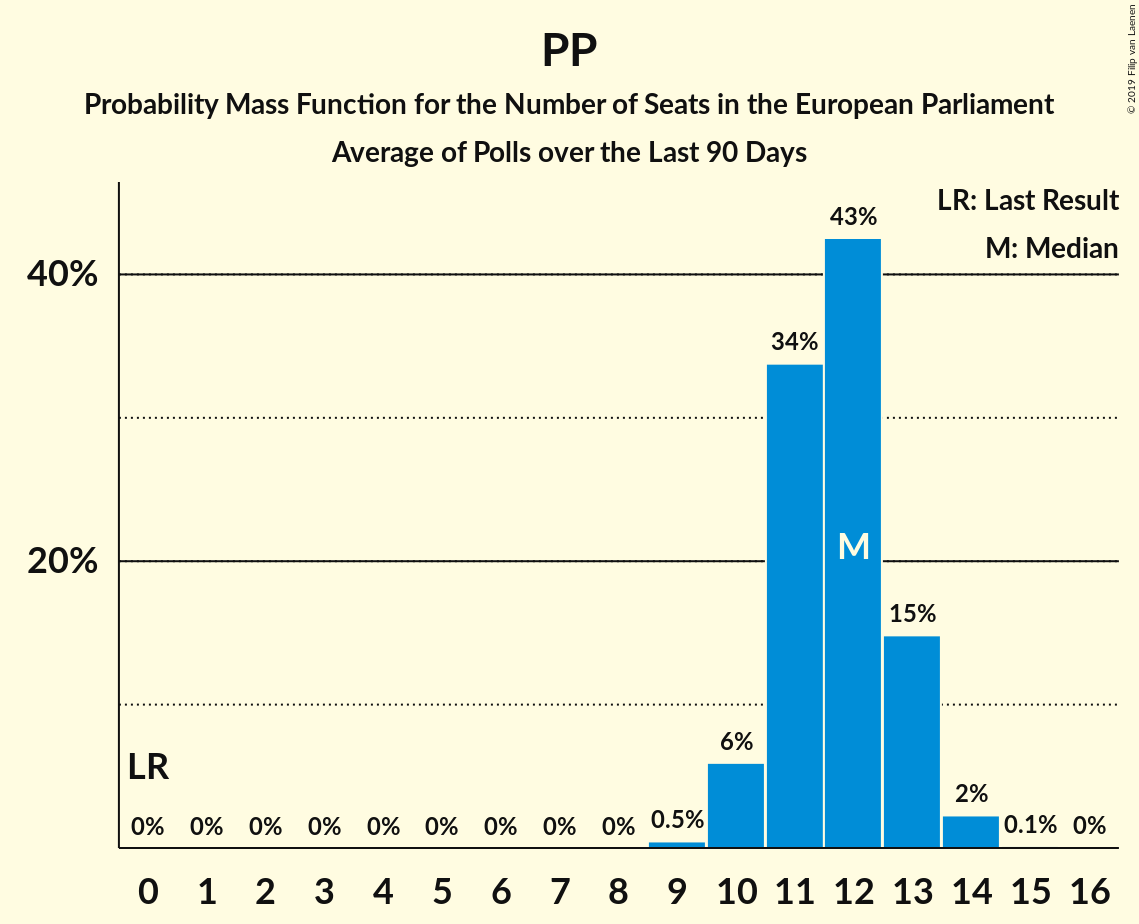 PP
Probability Mass Function for the Number of Seats in the European Parliament
Average of Polls over the Last 90 Days
© 2019 Filip van Laenen
LR: Last Result
M: Median
43%
40%
34%
20%
M
15%
6%
LR
2%
0% 0% 0% 0% 0% 0% 0% 0% 0% 0.5% 0.1% 0%
0 1 2 3 4 5 6 7 8 9 10 11 12 13 14 15 16